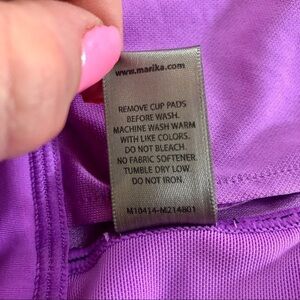 www.marika.com
REMOVE CUP PADS
BEFORE WASH.
MACHINE WASH WARM
WITH LIKE COLORS.
DO NOT BLEACH.
NO FABRIC SOFTENER.
TUMBLE DRY LOW.
DO NOT IRON.
M10414-M214801